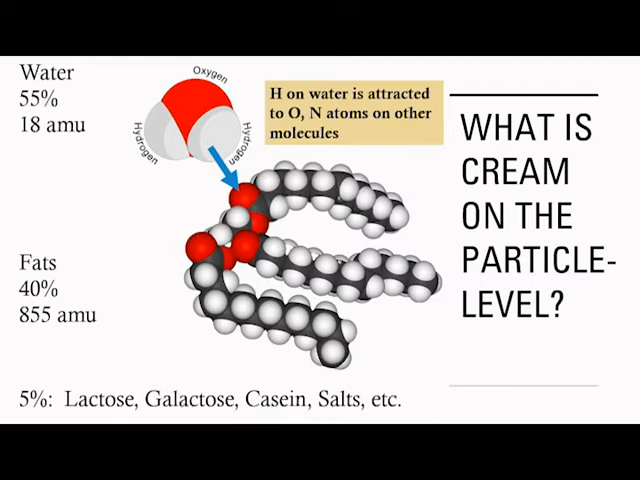 Water
55%
18 amu
Oxygen
Hydrogen
Hydrogen
H on water is attracted
to O, N atoms on other
molecules
WHAT IS
CREAM
ON THE
PARTICLE-
LEVEL?
Fats
40%
855 amu
5%: Lactose, Galactose, Casein, Salts, etc.